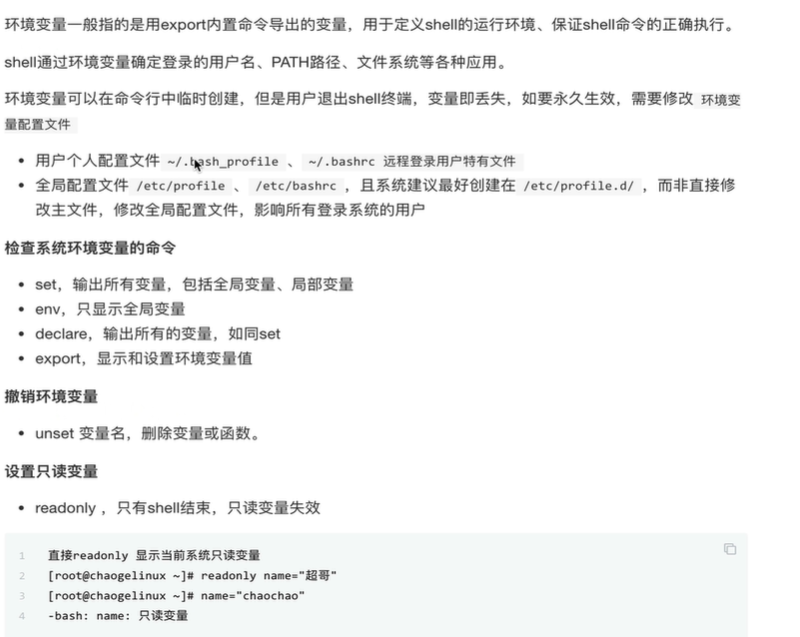 环境变量一般指的是用export内置命令导出的变量，用于定义shell的运行环境、保证shell命令的正确执行。
shell通过环境变量确定登录的用户名、PATH路径、文件系统等各种应用。
环境变量可以在命令行中临时创建，但是用户退出shell终端，变量即丢失，如要永久生效，需要修改 环境变
量配置文件
• 用户个人配置文件 ~/.bash_profile 、 ~/.bashrc 远程登录用户特有文件
• 全局配置文件 /etc/profile 、 /etc/bashrc ，且系统建议最好创建在 /etc/profile.d/ ，而非直接修
改主文件，修改全局配置文件，影响所有登录系统的用户
检查系统环境变量的命令
• set，输出所有变量，包括全局变量、局部变量
• env，只显示全局变量
• declare，输出所有的变量，如同set
• export，显示和设置环境变量值
撤销环境变量
• unset 变量名，删除变量或函数。
设置只读变量
• readonly ，只有shell结束，只读变量失效
1 直接readonly 显示当前系统只读变量
2 [root@chaogelinux ~]# readonly name="超哥"
3 [root@chaogelinux ~]# name="chaochao"
4 -bash: name: 只读变量